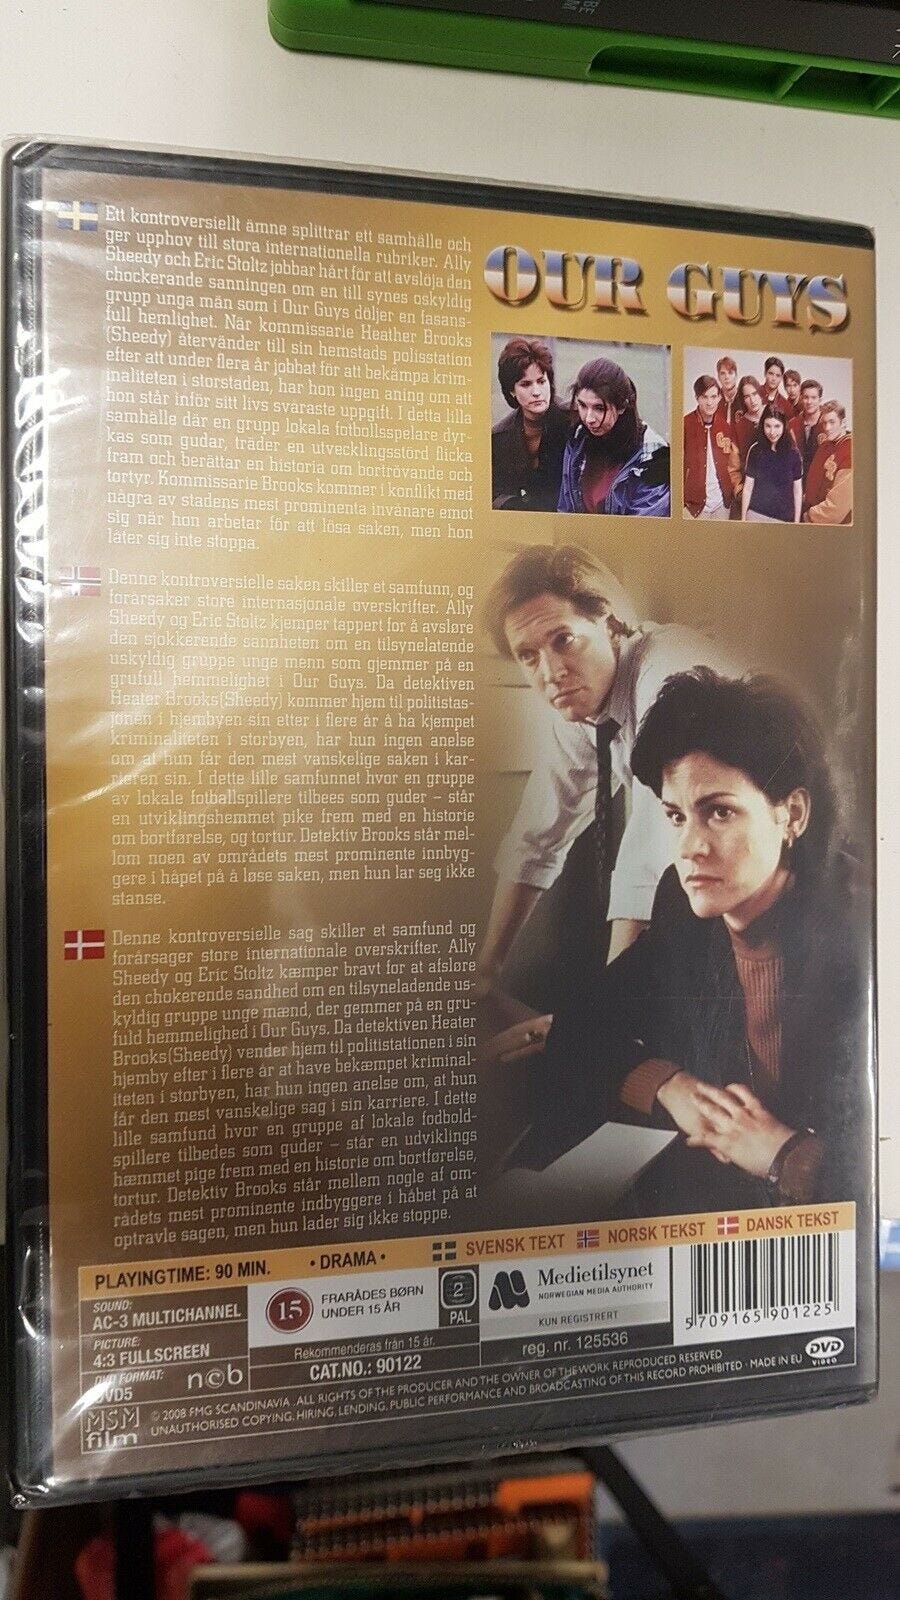 Ett kontroversiellt ämne splittrar ett samhälle och
ger upphov till stora internationella rubriker. Ally
Sheedy och Eric Stoltz jobbar hårt för att avslöja den
chockerande sanningen om en till synes oskyldig
grupp unga män som i Our Guys döljer en fasans-
full hemlighet. När kommissarie Heather Brooks
(Sheedy) återvänder till sin hemstads polisstation
efter att under flera år jobbat för att bekämpa krim-
inaliteten i storstaden, har hon ingen aning om att
hon står inför sitt livs svåraste uppgift. I detta lilla
samhälle där en grupp lokala fotbollsspelare dyr-
kas som gudar, träder en utvecklingsstörd flicka
fram och berättar en historia om bortrövande och
tortyr. Kommissarie Brooks kommer i konflikt med
några av stadens mest prominenta invånare emot
sig när hon arbetar för att lösa saken, men hon
låter sig inte stoppa.
OUR GUYS
Denne kontroversielle saken skiller et samfunn, og
forårsaker store internasjonale overskrifter. Ally
Sheedy og Eric Stoltz kjemper tappert for å avsløre
den sjokkerende sannheten om en tilsynelatende
uskyldig gruppe unge menn som gjemmer på en
grufull hemmelighet i Our Guys. Da detektiven
Heater Brooks(Sheedy) kommer hjem til politistas-
jonen i hjembyen sin etter i flere år å ha kjempet
kriminaliteten i storbyen, har hun ingen anelse
om at hun får den mest vanskelige saken i kar-
rieren sin. I dette lille samfunnet hvor en gruppe
av lokale fotballspillere tilbees som guder – står
en utviklingshemmet pike frem med en historie
om bortførelse, og tortur. Detektiv Brooks står mel-
lom noen av områdets mest prominente innbyg-
gere i håpet på å løse saken, men hun lar seg ikke
stanse.
Denne kontroversielle sag skiller et samfund og
forårsager store internationale overskrifter. Ally
Sheedy og Eric Stoltz kæmper bravt for at afsløre
den chokerende sandhed om en tilsyneladende us-
kyldig gruppe unge mænd, der gemmer på en gru-
fuld hemmelighed i Our Guys. Da detektiven Heater
Brooks(Sheedy) vender hjem til politistationen i sin
hjemby efter i flere år at have bekæmpet kriminal-
iteten i storbyen, har hun ingen anelse om, at hun
får den mest vanskelige sag i sin karriere. I dette
lille samfund hvor en gruppe af lokale fodbold-
spillere tilbedes som guder – står en udviklings
hæmmet pige frem med en historie om bortførelse,
tortur. Detektiv Brooks står mellem nogle af om-
rådets mest prominente indbyggere i håbet på at
optravle sagen, men hun lader sig ikke stoppe.
PLAYINGTIME: 90 MIN. • DRAMA • SVENSK TEXT NORSK TEKST DANSK TEKST
SOUND:
AC-3 MULTICHANNEL
PICTURE:
4:3 FULLSCREEN
DVD FORMAT:
DVD5
ncb
15
FRARÅDES BØRN
UNDER 15 ÅR
2
PAL
Rekommenderas från 15 år.
CAT.NO.: 90122
Medietilsynet
NORWEGIAN MEDIA AUTHORITY
KUN REGISTRERT
reg. nr. 125536
5 709165 901225
DVD
VIDEO
MSM
film
© 2008 FMG SCANDINAVIA . ALL RIGHTS OF THE PRODUCER AND THE OWNER OF THE WORK REPRODUCED RESERVED
UNAUTHORISED COPYING, HIRING, LENDING, PUBLIC PERFORMANCE AND BROADCASTING OF THIS RECORD PROHIBITED · MADE IN EU